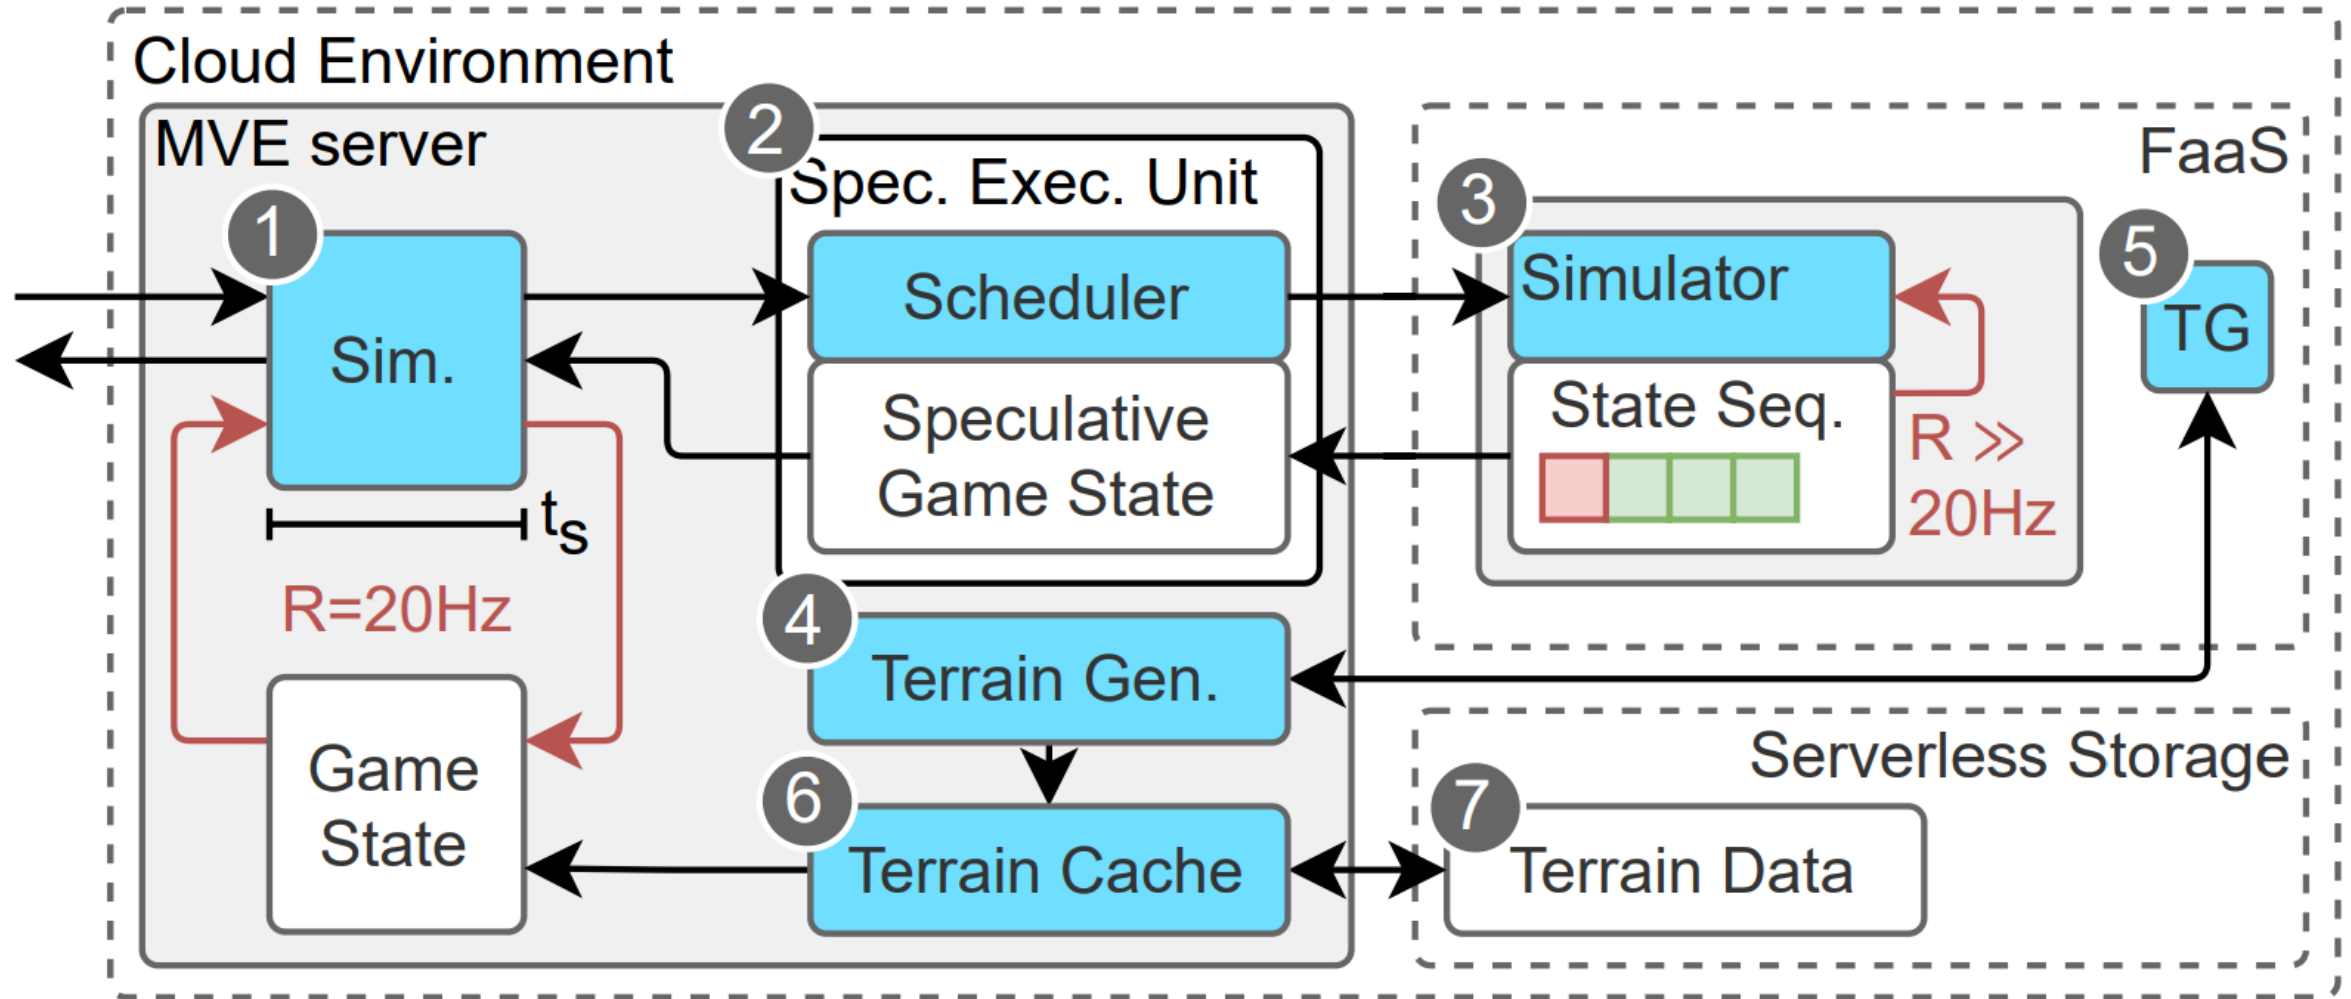 Cloud Environment
MVE server
1
Sim.
ts
R=20Hz
Game
State
2
Spec. Exec. Unit
Scheduler
Speculative
Game State
4
Terrain Gen.
6
Terrain Cache
FaaS
3
Simulator
State Seq.
R ≫
20Hz
5
TG
Serverless Storage
7
Terrain Data